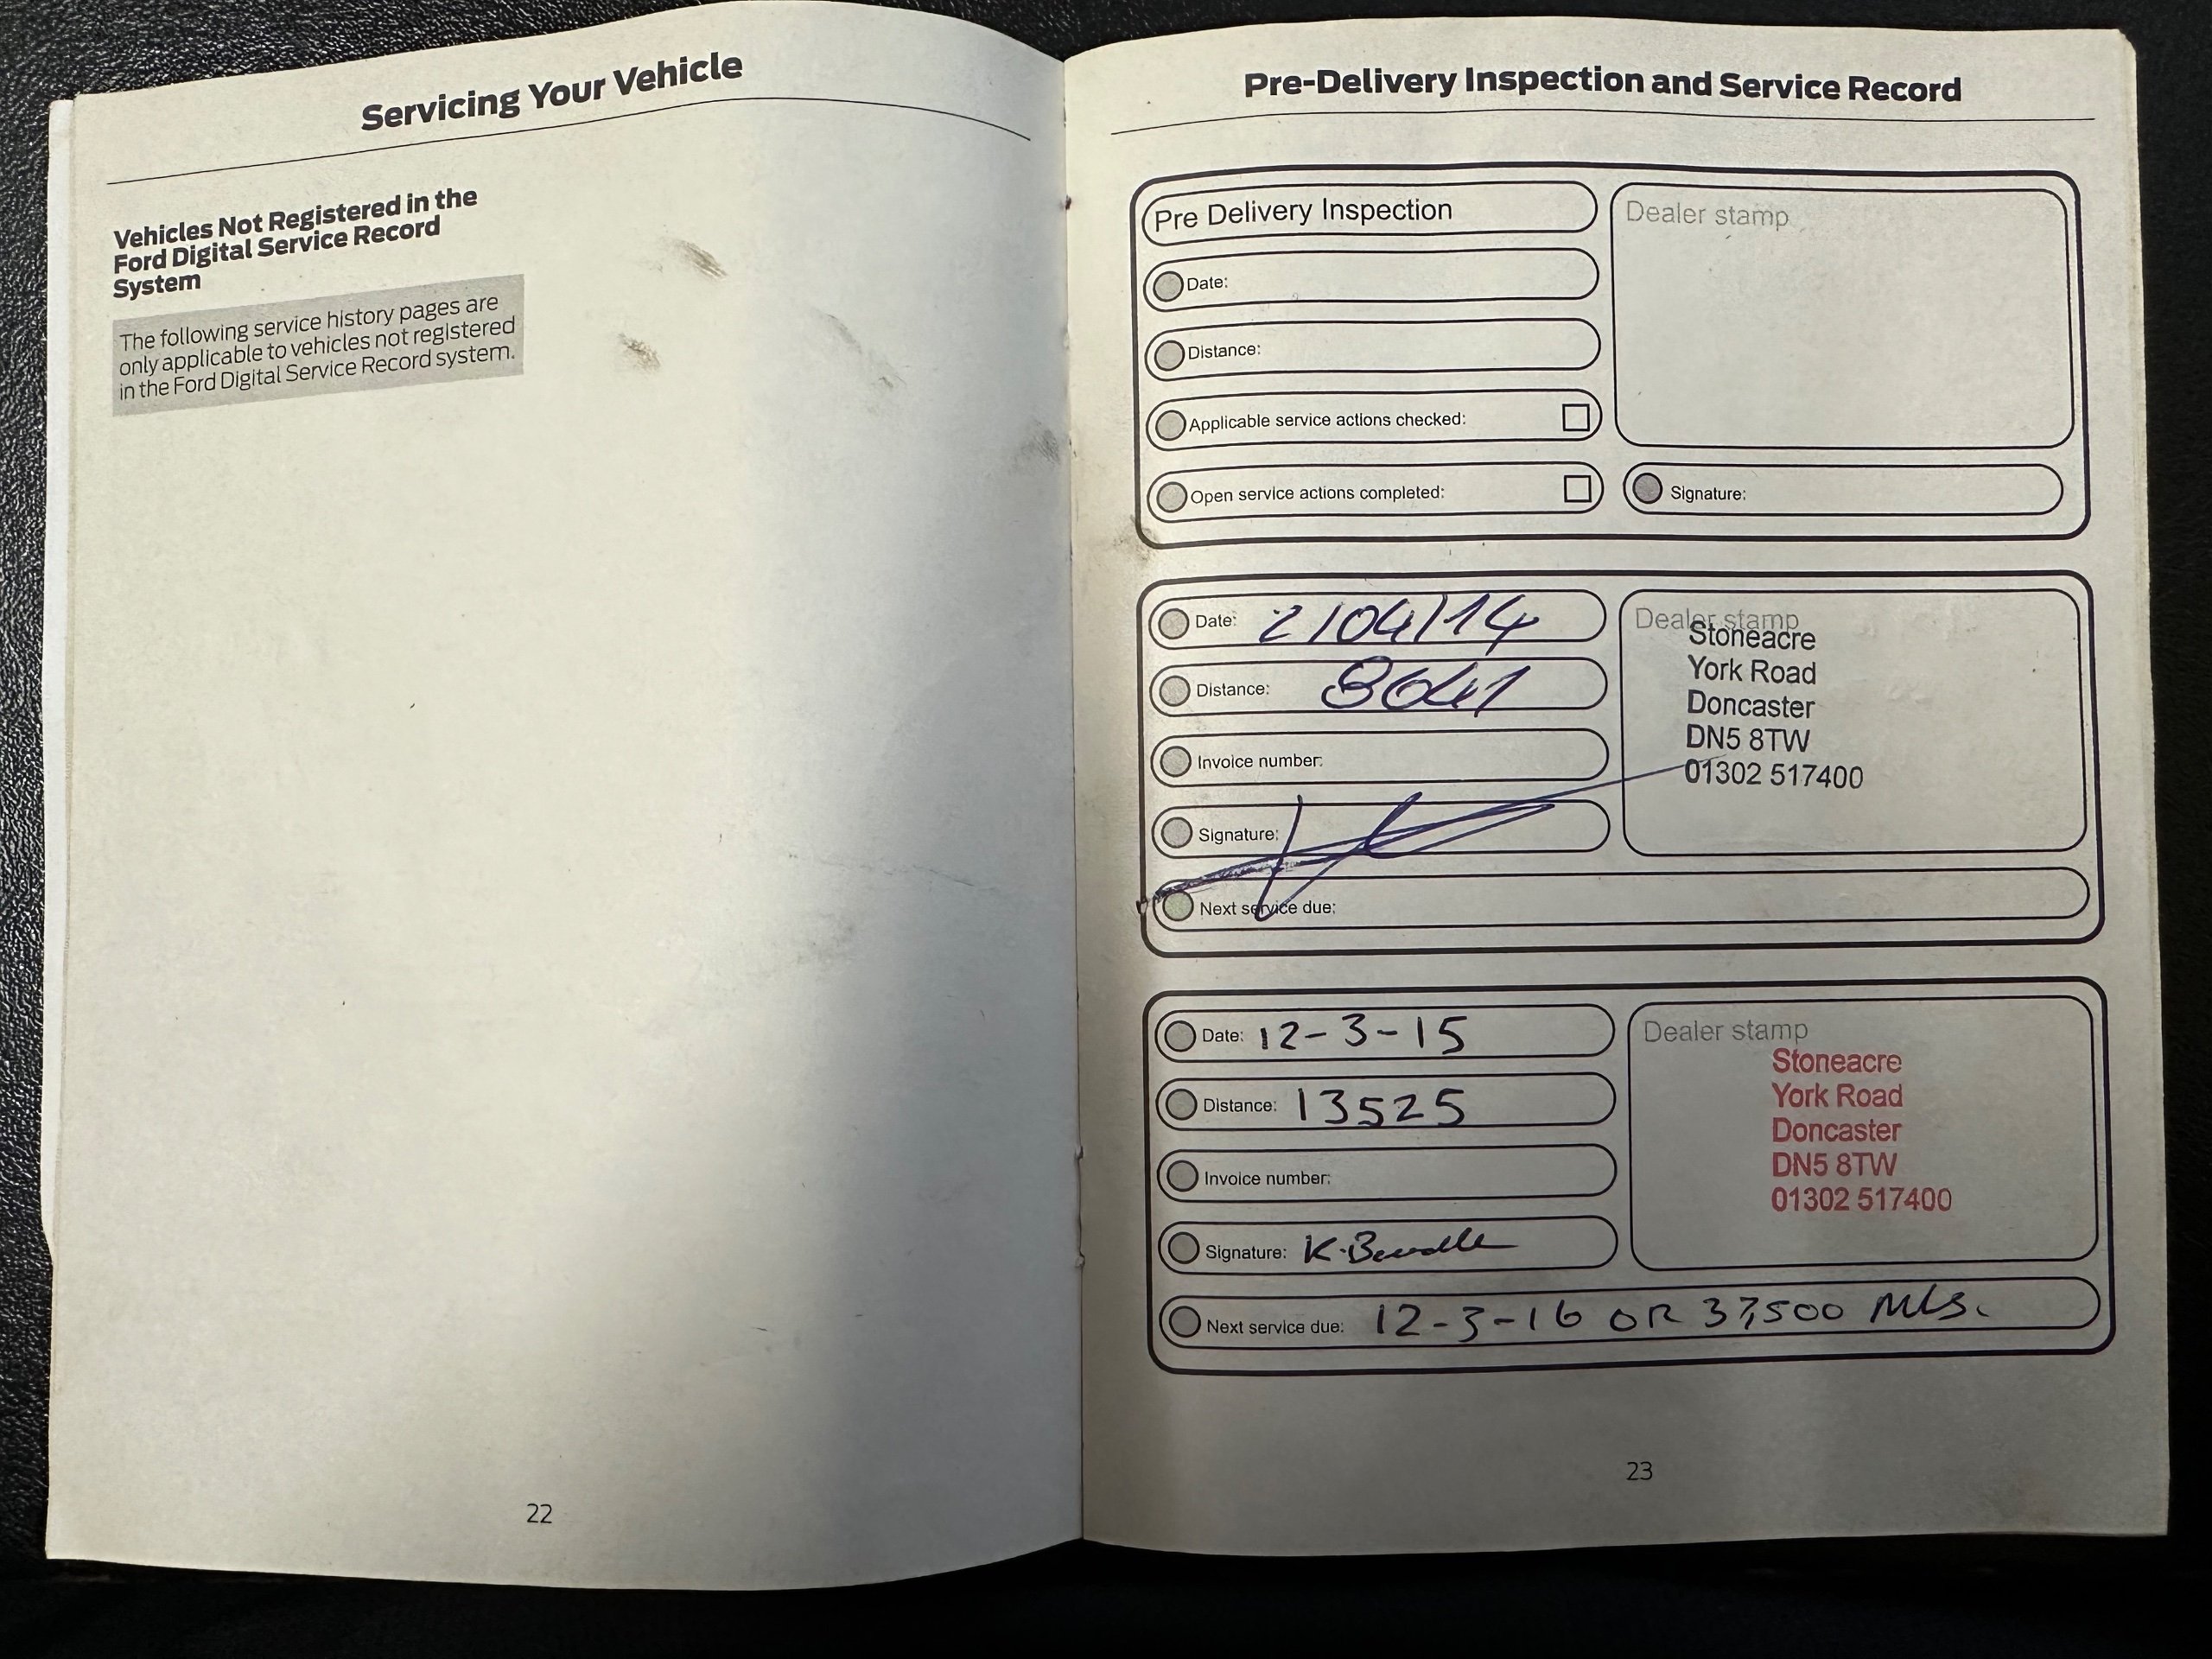 Servicing Your Vehicle
Vehicles Not Registered in the
Ford Digital Service Record
System
The following service history pages are
only applicable to vehicles not registered
in the Ford Digital Service Record system.
22
Pre-Delivery Inspection and Service Record
Pre Delivery Inspection
Date:
Distance:
Applicable service actions checked:
Open service actions completed:
Dealer stamp
Signature:
Date: 2/04/14
Distance: 8641
Invoice number:
Signature:
Next service due:
Dealer stamp
Stoneacre
York Road
Doncaster
DN5 8TW
01302 517400
Date: 12-3-15
Distance: 13525
Invoice number:
Signature: K.
Next service due: 12-3-16 OR 37,500 Mls.
Dealer stamp
Stoneacre
York Road
Doncaster
DN5 8TW
01302 517400
23